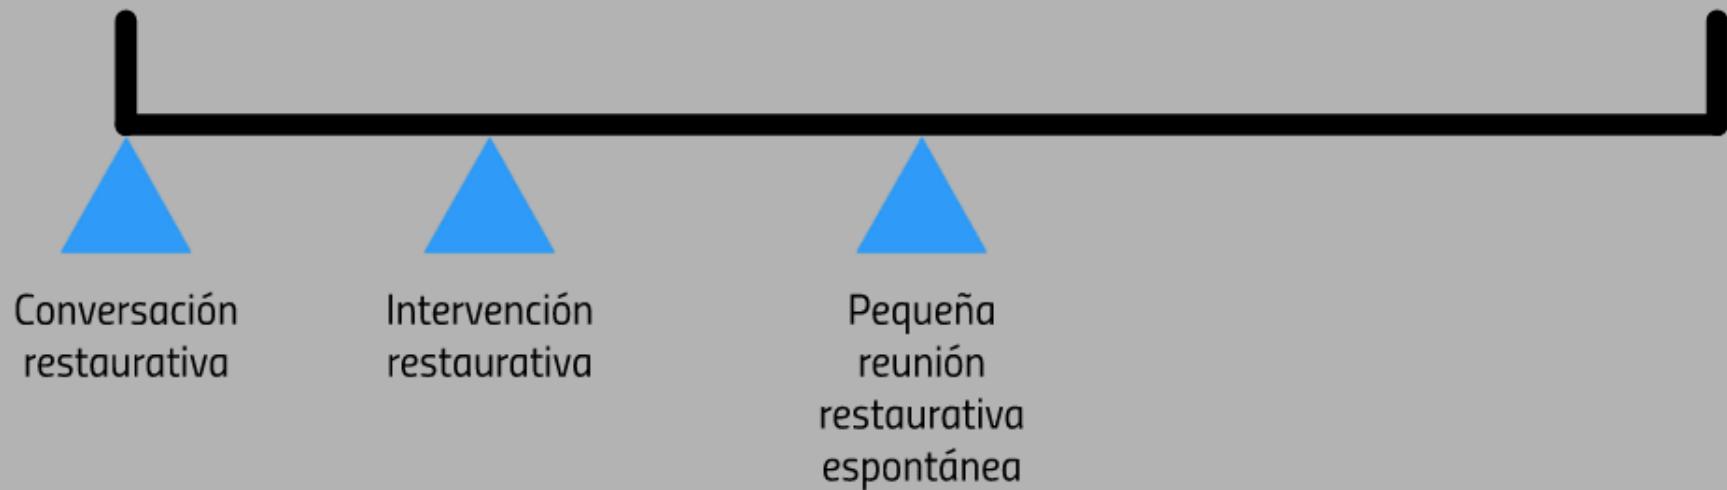 Conversación
restaurativa
Intervención
restaurativa
Pequeña
reunión
restaurativa
espontánea